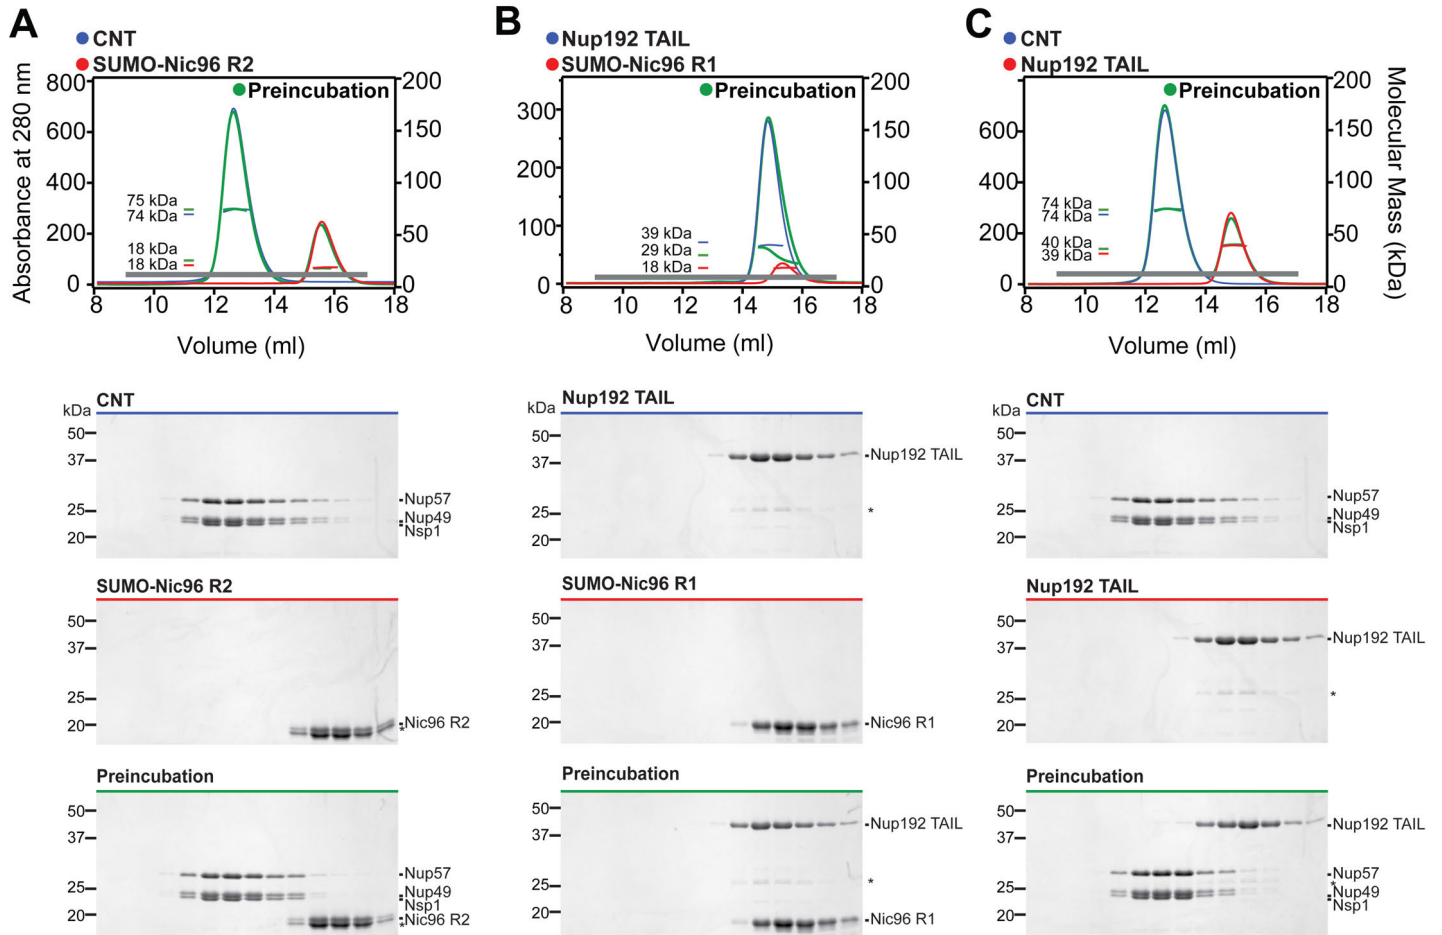 A
CNT
SUMO-Nic96 R2
Preincubation
Absorbance at 280 nm
800
600
400
200
0
200
150
100
50
0
75 kDa
74 kDa
18 kDa
18 kDa
8 10 12 14 16 18
Volume (ml)
B
Nup192 TAIL
SUMO-Nic96 R1
Preincubation
300
200
100
0
200
150
100
50
0
39 kDa
29 kDa
18 kDa
8 10 12 14 16 18
Volume (ml)
C
CNT
Nup192 TAIL
Preincubation
600
400
200
0
200
150
100
50
0
Molecular Mass (kDa)
74 kDa
74 kDa
40 kDa
39 kDa
8 10 12 14 16 18
Volume (ml)
CNT
kDa
50
37
25
20
Nup57
Nup49
Nsp1
SUMO-Nic96 R2
50
37
25
20
Nic96 R2
*
Preincubation
50
37
25
20
Nup57
Nup49
Nsp1
Nic96 R2
*
Nup192 TAIL
kDa
50
37
25
20
Nup192 TAIL
*
SUMO-Nic96 R1
50
37
25
20
Nic96 R1
Preincubation
50
37
25
20
Nup192 TAIL
*
Nic96 R1
CNT
kDa
50
37
25
20
Nup57
Nup49
Nsp1
Nup192 TAIL
50
37
25
20
Nup192 TAIL
*
Preincubation
50
37
25
20
Nup192 TAIL
Nup57
*
Nup49
Nsp1